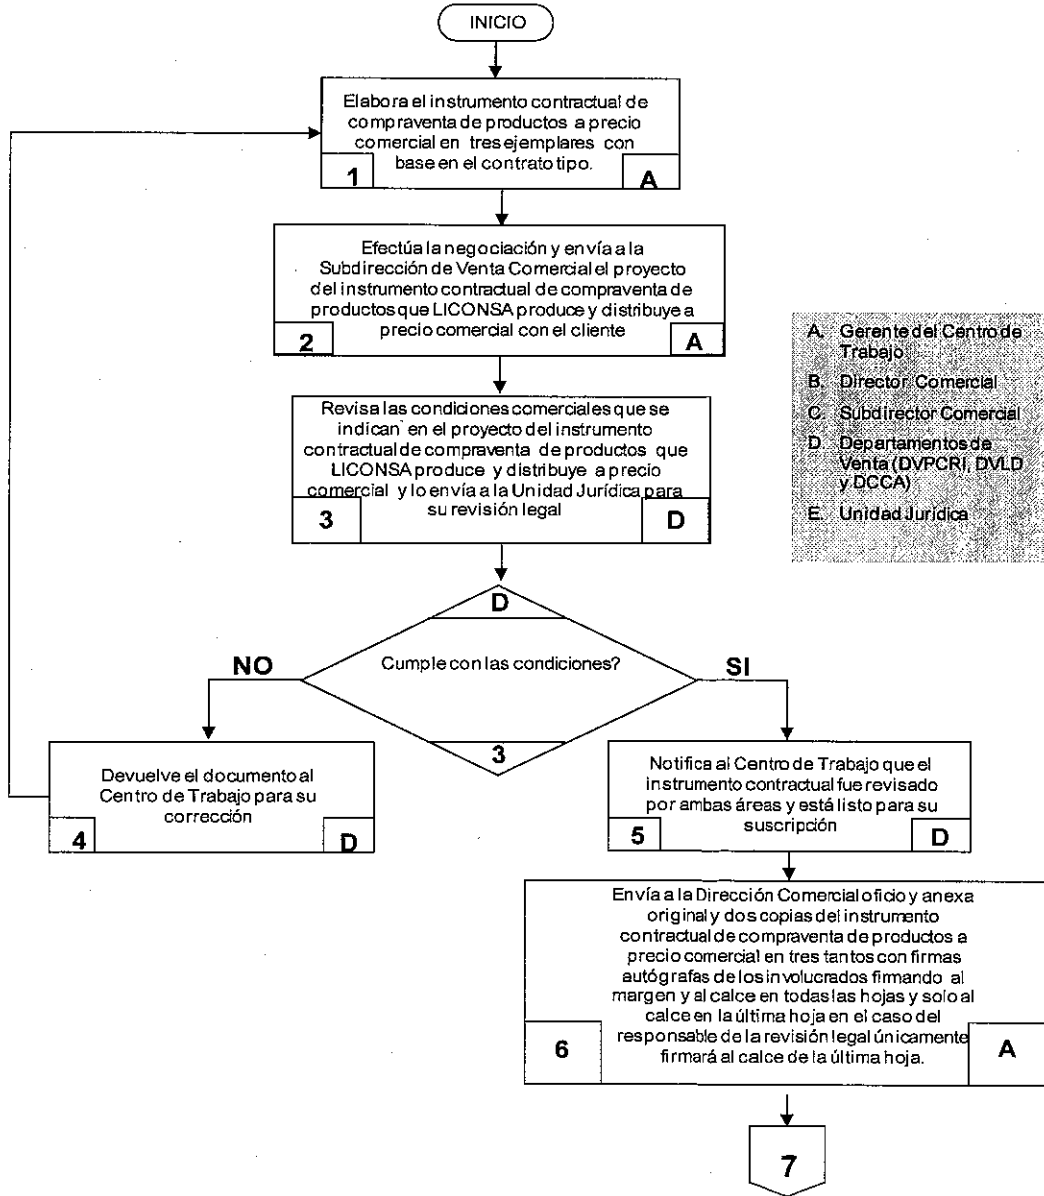 INICIO
Elabora el instrumento contractual de
compraventa de productos a precio
comercial en tres ejemplares con
base en el contrato tipo.
1
A
Efectúa la negociación y envía a la
Subdirección de Venta Comercial el proyecto
del instrumento contractual de compraventa de
productos que LICONSA produce y distribuye a
precio comercial con el cliente
2
A
A. Gerente del Centro de
Trabajo
B. Director Comercial
C. Subdirector Comercial
D. Departamentos de
Venta (DVPCRI, DVLD
y DCCA)
E. Unidad Jurídica
Revisa las condiciones comerciales que se
indican en el proyecto del instrumento
contractual de compraventa de productos que
LICONSA produce y distribuye a precio
comercial y lo envía a la Unidad Jurídica para
su revisión legal
3
D
D
Cumple con las condiciones?
3
NO
SI
Devuelve el documento al
Centro de Trabajo para su
corrección
4
D
Notifica al Centro de Trabajo que el
instrumento contractual fue revisado
por ambas áreas y está listo para su
suscripción
5
D
Envía a la Dirección Comercial oficio y anexa
original y dos copias del instrumento
contractual de compraventa de productos a
precio comercial en tres tantos con firmas
autógrafas de los involucrados firmando al
margen y al calce en todas las hojas y solo al
calce en la última hoja en el caso del
responsable de la revisión legal únicamente
firmará al calce de la última hoja.
6
A
7